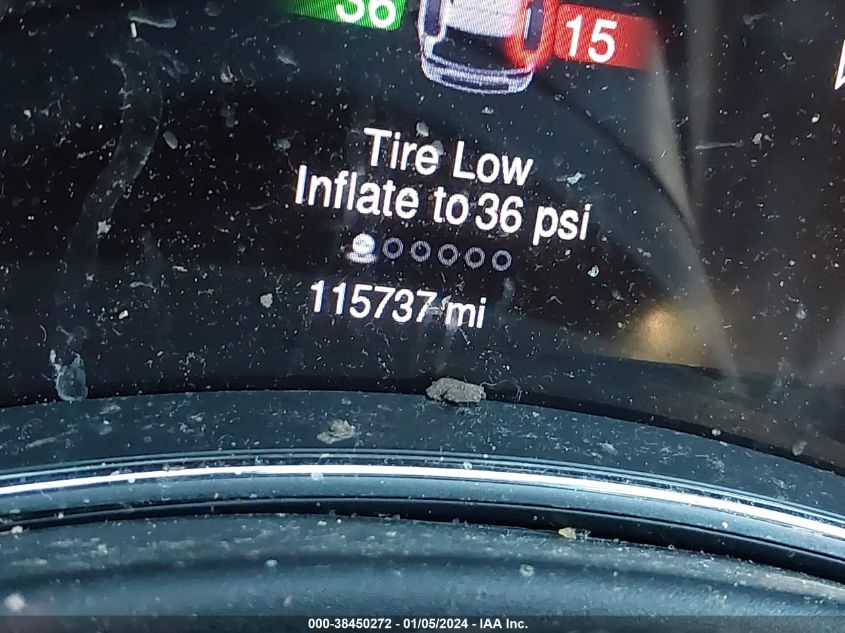 36
15
Tire Low
Inflate to 36 psi
115737 mi
000-38450272 - 01/05/2024 - IAA Inc.